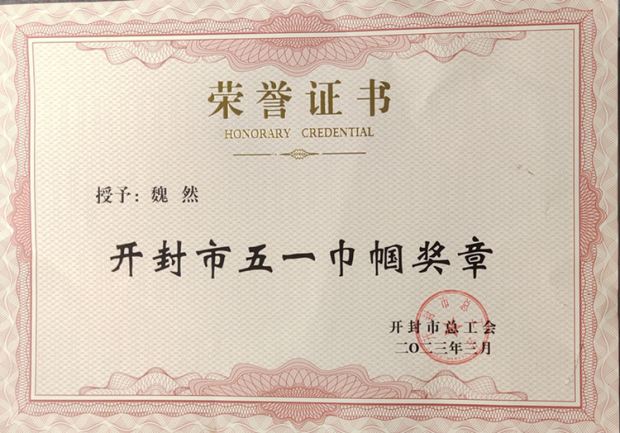 荣誉证书
HONORARY CREDENTIAL
授予：魏 然
开封市五一巾帼奖章
开封市总工会
二〇二三年三月